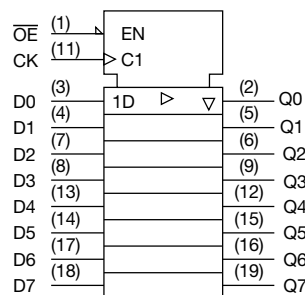 O͞E͞ (1) EN
CK (11) C1
D0 (3) 1D (2) Q0
D1 (4) (5) Q1
D2 (7) (6) Q2
D3 (8) (9) Q3
D4 (13) (12) Q4
D5 (14) (15) Q5
D6 (17) (16) Q6
D7 (18) (19) Q7